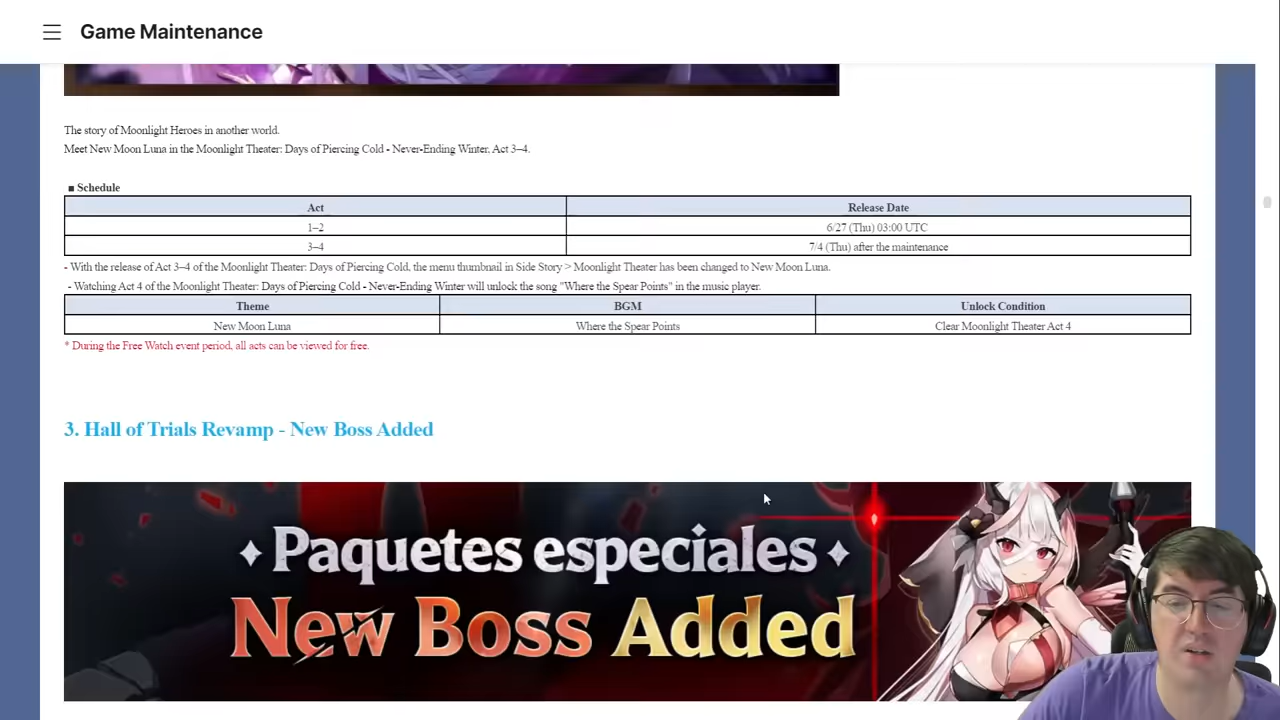 Game Maintenance
The story of Moonlight Heroes in another world.
Meet New Moon Luna in the Moonlight Theater: Days of Piercing Cold - Never-Ending Winter. Act 3–4.
■ Schedule
Act Release Date
1–2 6/27 (Thu) 03:00 UTC
3–4 7/4 (Thu) after the maintenance
- With the release of Act 3–4 of the Moonlight Theater: Days of Piercing Cold, the menu thumbnail in Side Story > Moonlight Theater has been changed to New Moon Luna.
- Watching Act 4 of the Moonlight Theater: Days of Piercing Cold - Never-Ending Winter will unlock the song "Where the Spear Points" in the music player.
Theme BGM Unlock Condition
New Moon Luna Where the Spear Points Clear Moonlight Theater Act 4
* During the Free Watch event period, all acts can be viewed for free.
3. Hall of Trials Revamp - New Boss Added
Paquetes especiales
New Boss Added